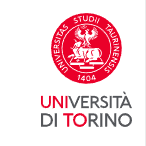 UNIVERSITAS STUDII TAURINENSIS
1404
UNIVERSITÀ
DI TORINO